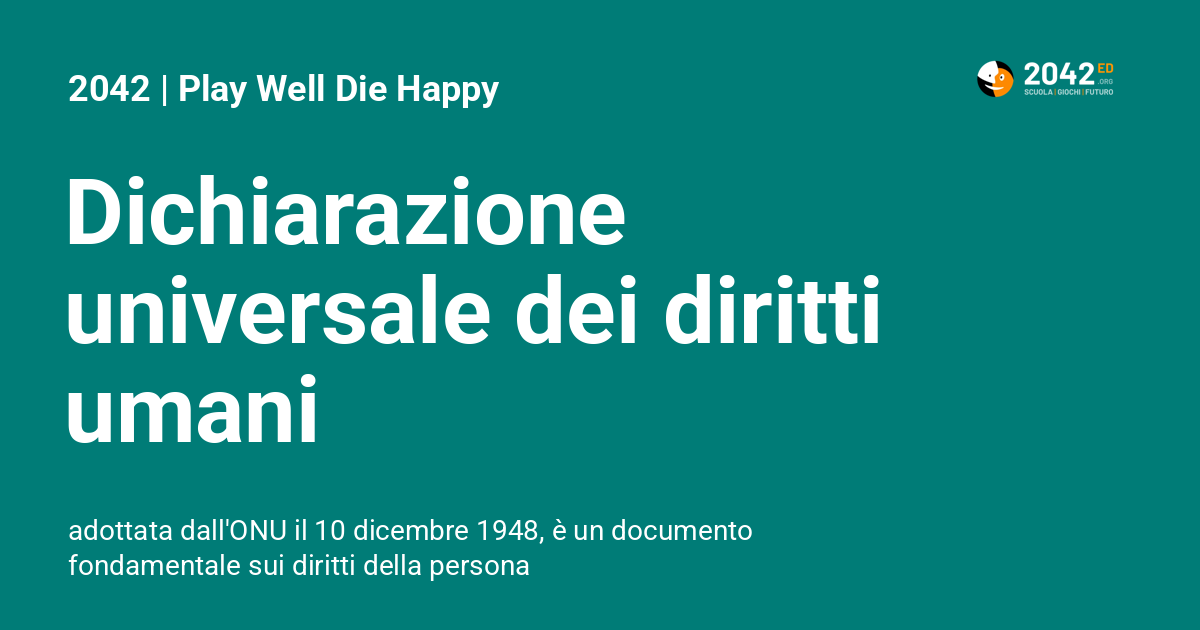 2042 | Play Well Die Happy
2042 ED
.ORG
SCUOLA | GIOCHI | FUTURO
Dichiarazione
universale dei diritti
umani
adottata dall'ONU il 10 dicembre 1948, è un documento
fondamentale sui diritti della persona